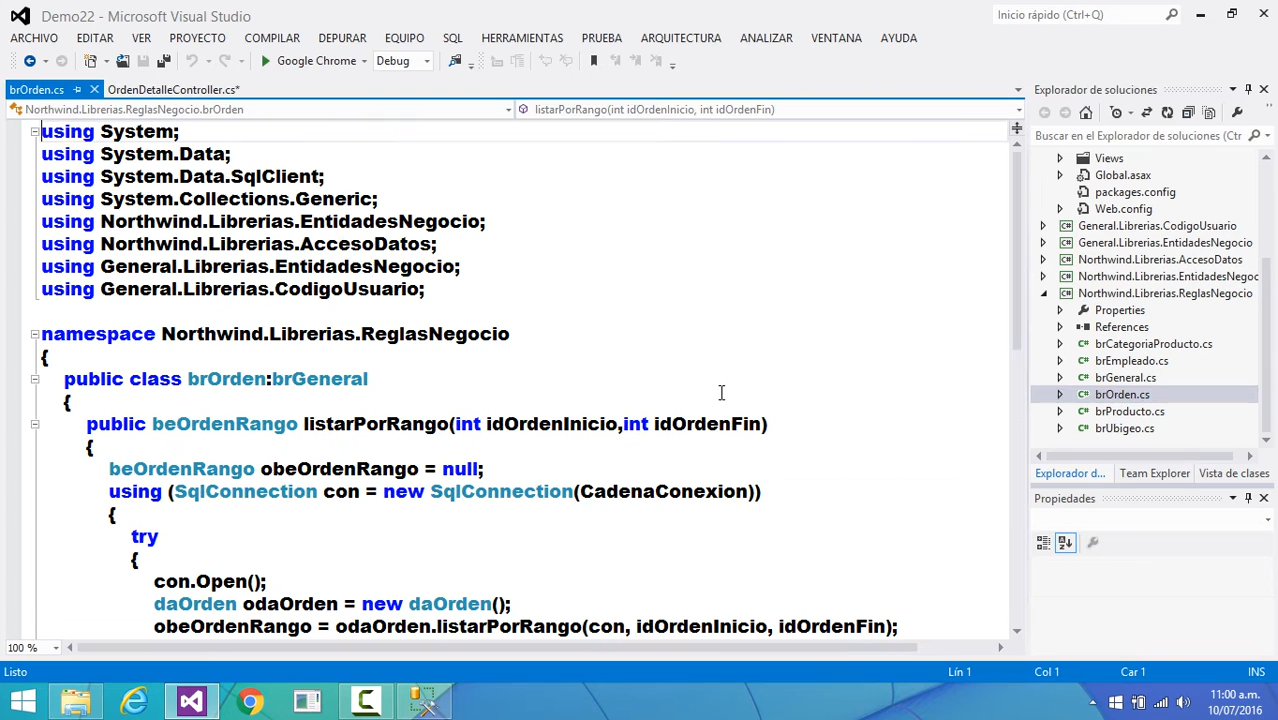 Demo22 - Microsoft Visual Studio
Inicio rápido (Ctrl+Q)
ARCHIVO EDITAR VER PROYECTO COMPILAR DEPURAR EQUIPO SQL HERRAMIENTAS PRUEBA ARQUITECTURA ANALIZAR VENTANA AYUDA
Google Chrome Debug
brOrden.cs OrdenDetalleController.cs*
Northwind.Librerias.ReglasNegocio.brOrden listarPorRango(int idOrdenInicio, int idOrdenFin)
using System;
using System.Data;
using System.Data.SqlClient;
using System.Collections.Generic;
using Northwind.Librerias.EntidadesNegocio;
using Northwind.Librerias.AccesoDatos;
using General.Librerias.EntidadesNegocio;
using General.Librerias.CodigoUsuario;
namespace Northwind.Librerias.ReglasNegocio
{
public class brOrden:brGeneral
{
public beOrdenRango listarPorRango(int idOrdenInicio,int idOrdenFin)
{
beOrdenRango obeOrdenRango = null;
using (SqlConnection con = new SqlConnection(CadenaConexion))
{
try
{
con.Open();
daOrden odaOrden = new daOrden();
obeOrdenRango = odaOrden.listarPorRango(con, idOrdenInicio, idOrdenFin);
100 %
Explorador de soluciones
Buscar en el Explorador de soluciones (Ctr
Views
Global.asax
packages.config
Web.config
General.Librerias.CodigoUsuario
General.Librerias.EntidadesNegocio
Northwind.Librerias.AccesoDatos
Northwind.Librerias.EntidadesNegoc
Northwind.Librerias.ReglasNegocio
Properties
References
brCategoriaProducto.cs
brEmpleado.cs
brGeneral.cs
brOrden.cs
brProducto.cs
brUbigeo.cs
Explorador d... Team Explorer Vista de clases
Propiedades
Listo Lín 1 Col 1 Car 1 INS
11:00 a.m.
10/07/2016